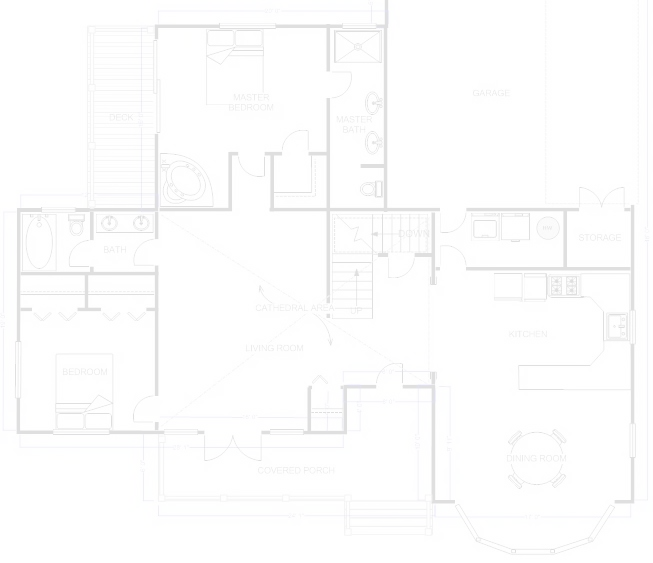 GARAGE
MASTER
BEDROOM
DECK
MASTER
BATH
DOWN
STORAGE
BATH
CATHEDRAL AREA
KITCHEN
LIVING ROOM
BEDROOM
DINING ROOM
COVERED PORCH